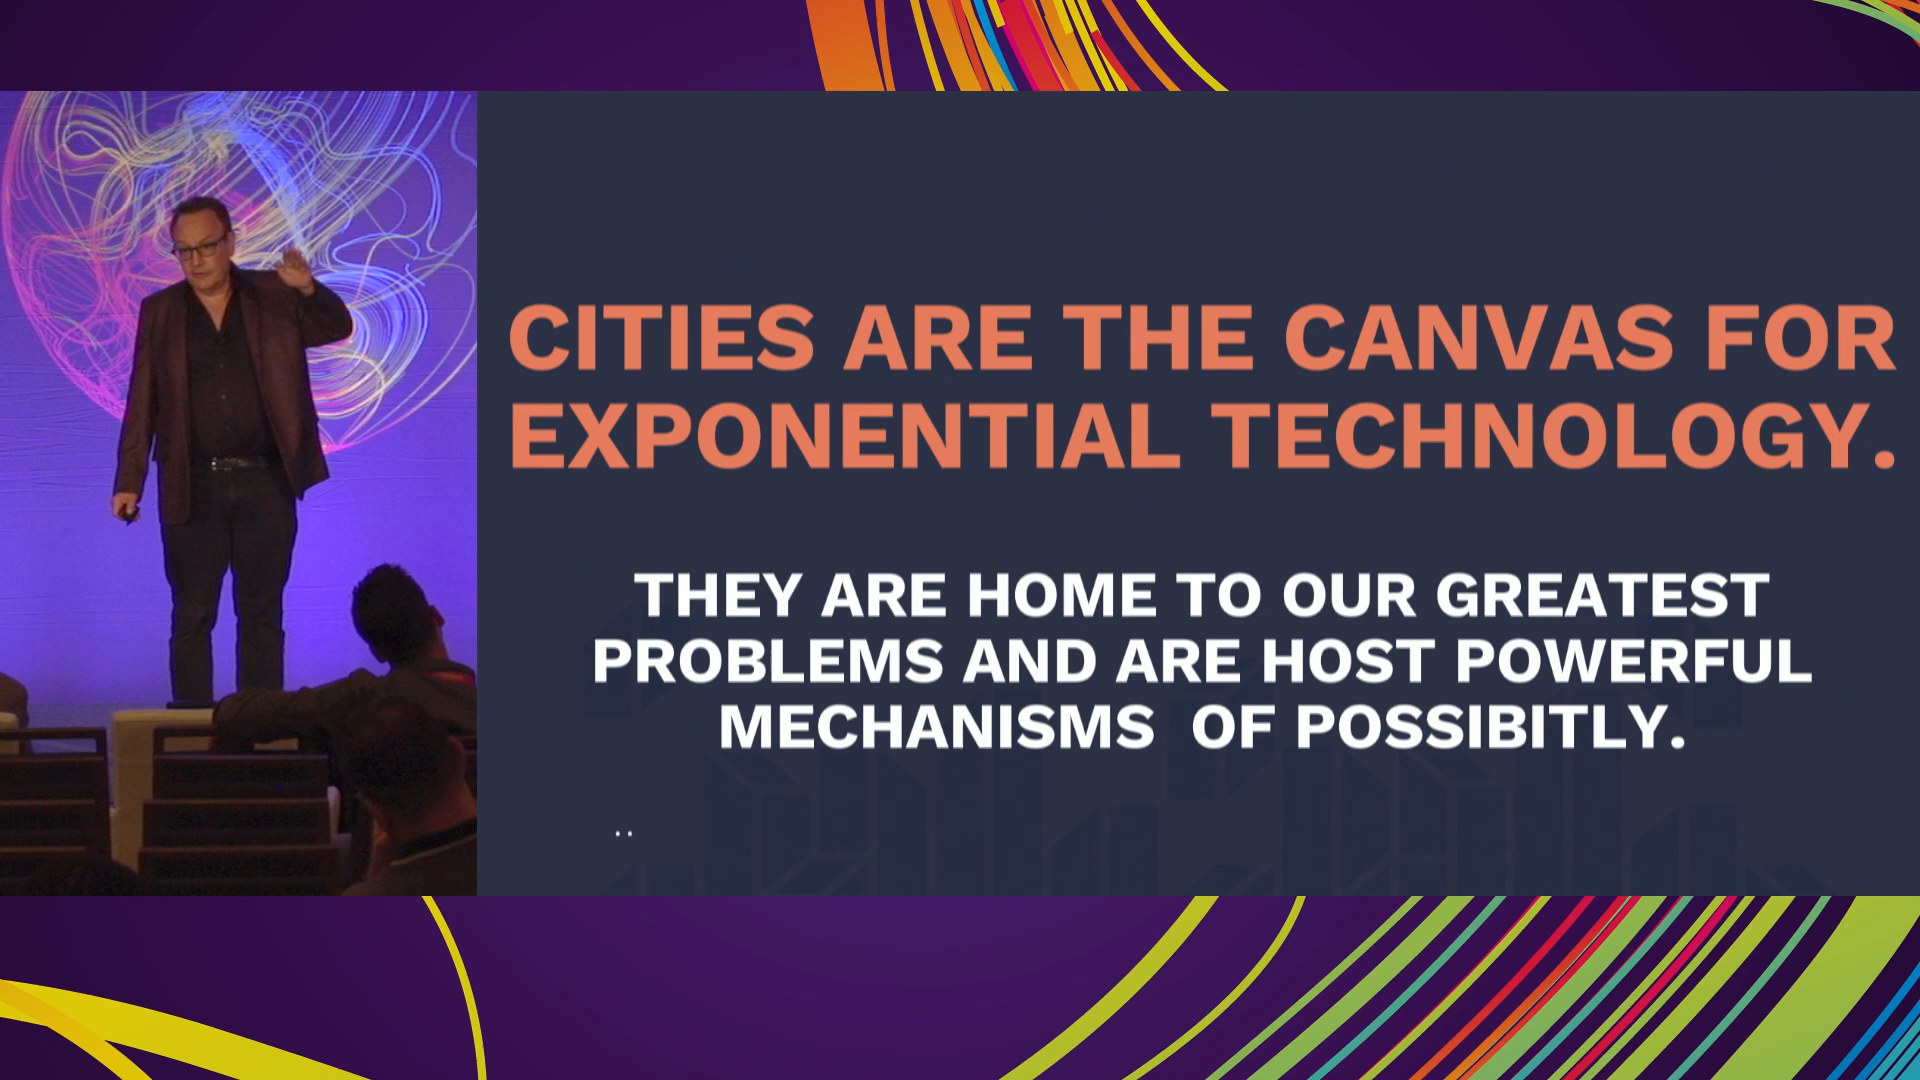 CITIES ARE THE CANVAS FOR
EXPONENTIAL TECHNOLOGY.
THEY ARE HOME TO OUR GREATEST
PROBLEMS AND ARE HOST POWERFUL
MECHANISMS  OF POSSIBITLY.
..